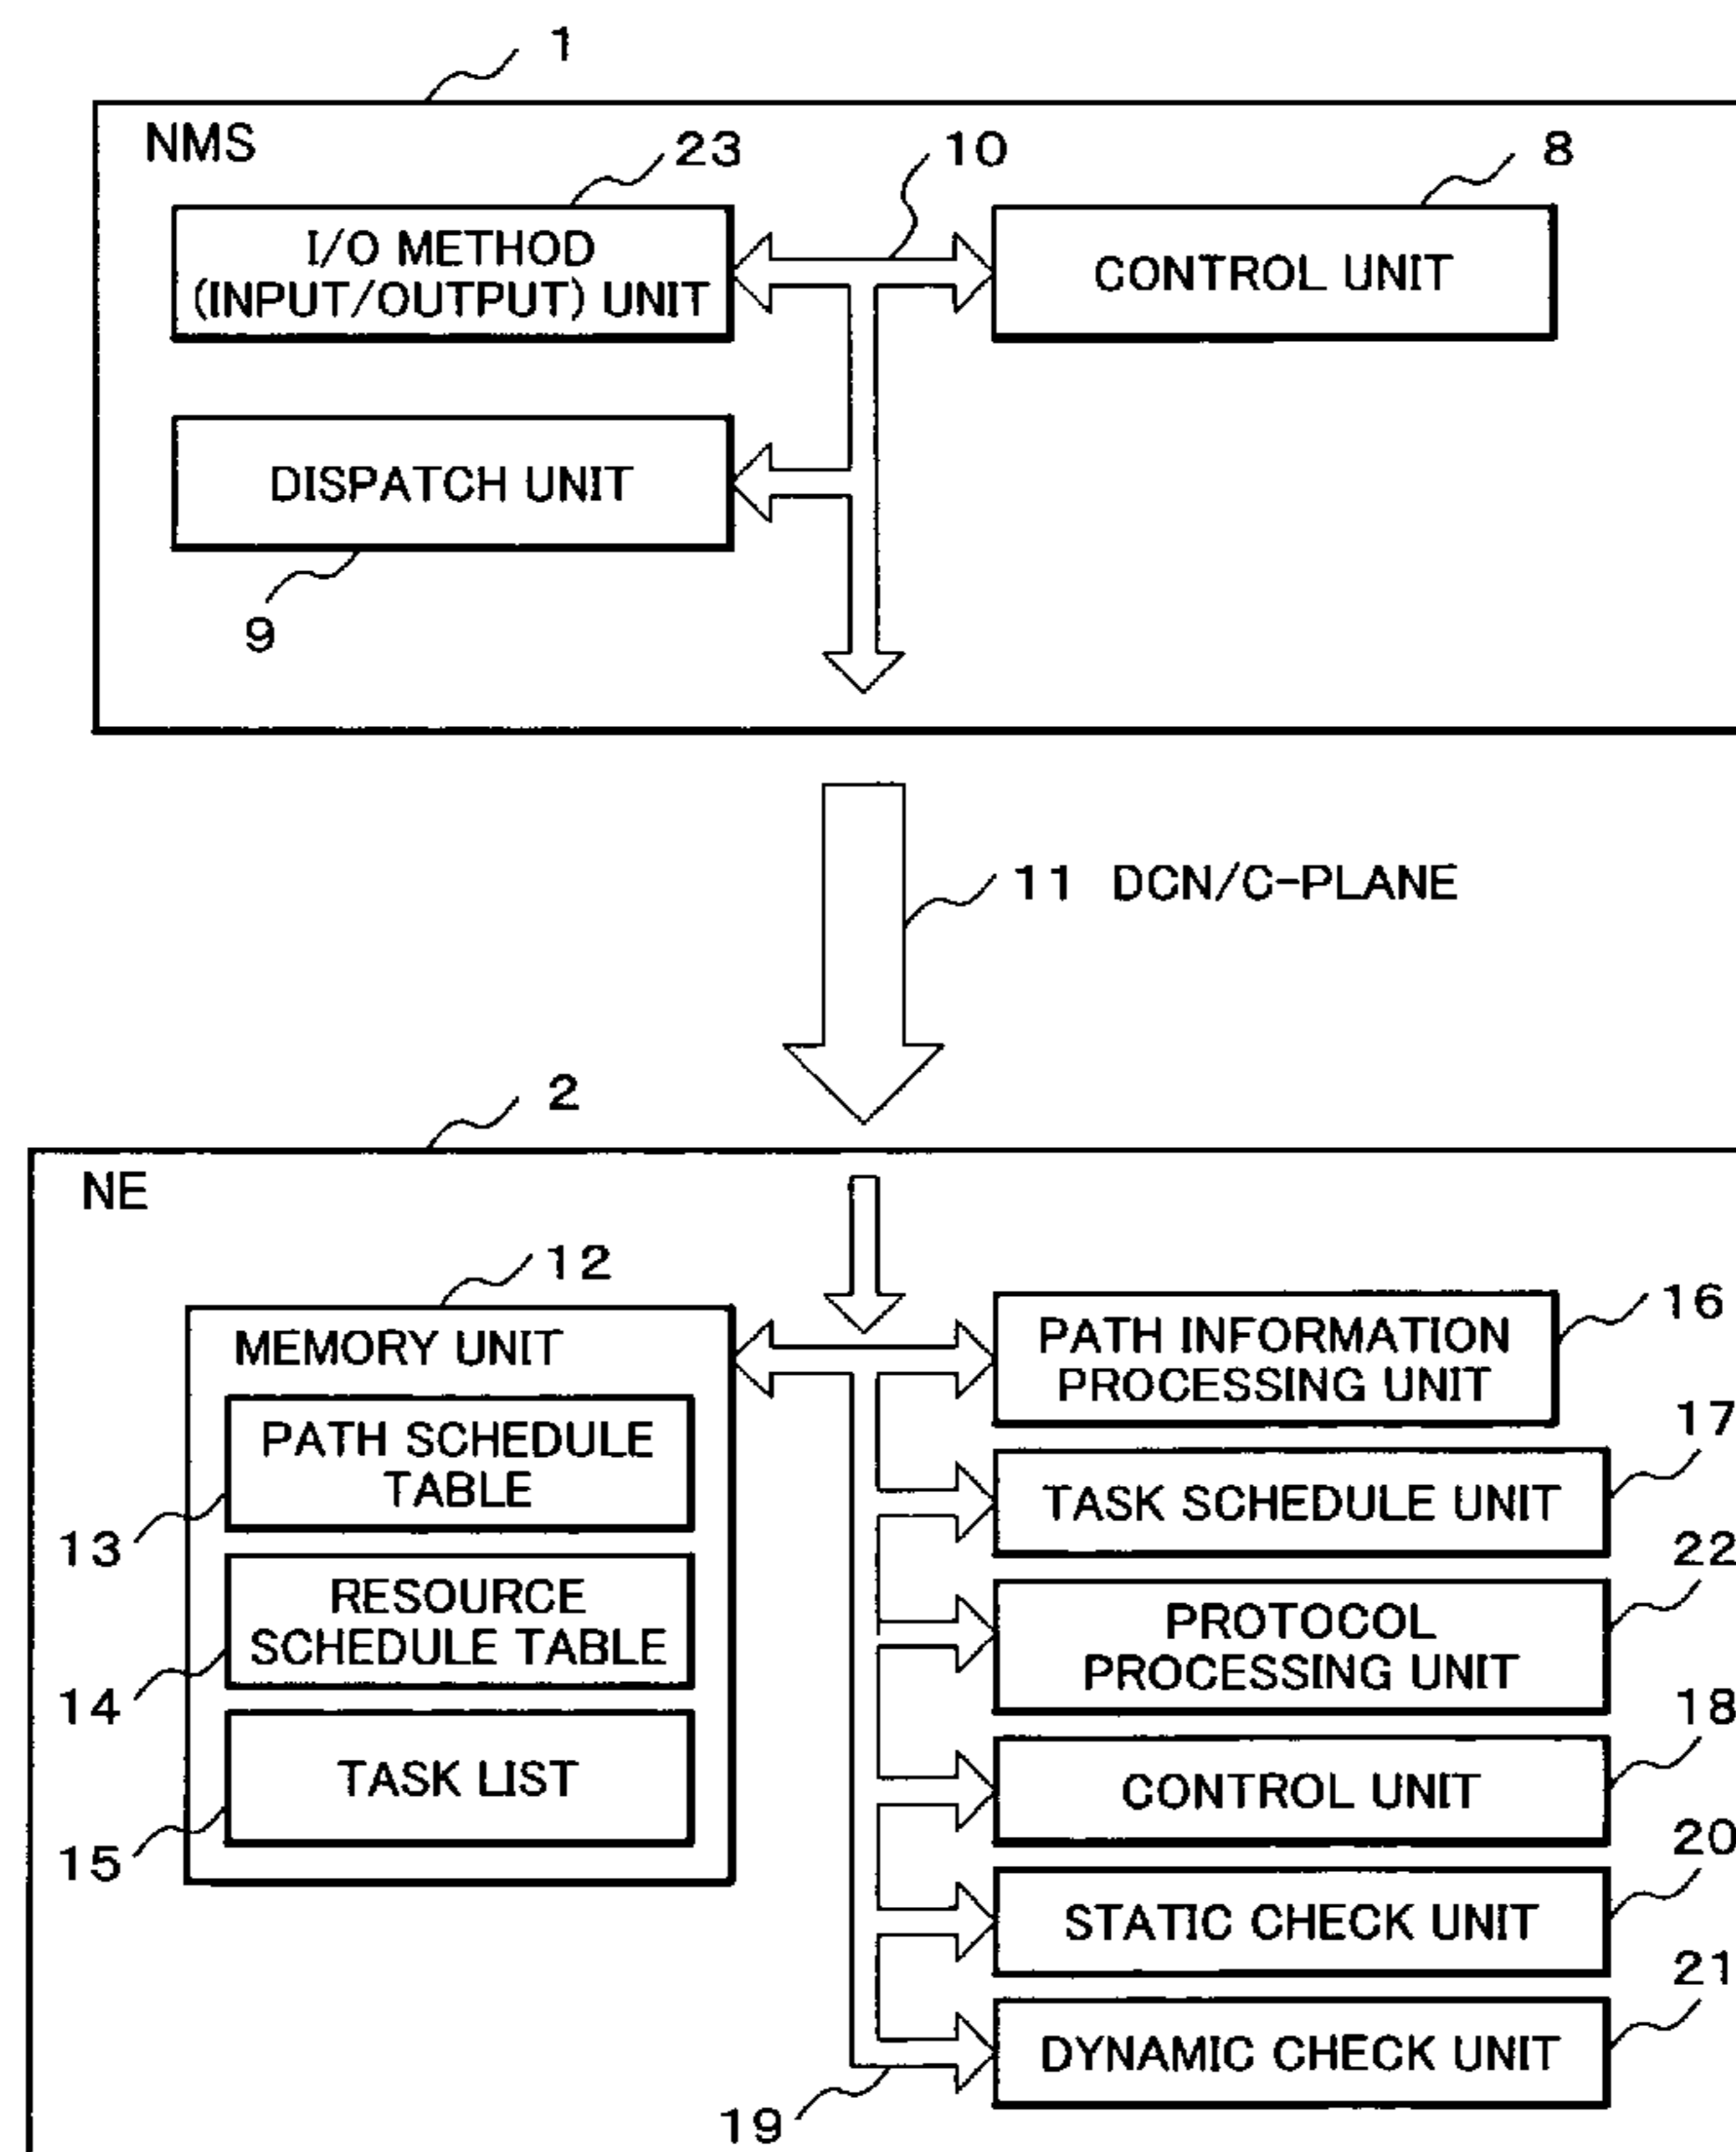 1
NMS
23
10
8
I/O METHOD
(INPUT/OUTPUT) UNIT
CONTROL UNIT
DISPATCH UNIT
9
11 DCN/C-PLANE
2
NE
12
16
MEMORY UNIT
PATH INFORMATION
PROCESSING UNIT
17
PATH SCHEDULE
TABLE
13
TASK SCHEDULE UNIT
22
RESOURCE
SCHEDULE TABLE
14
PROTOCOL
PROCESSING UNIT
18
TASK LIST
15
CONTROL UNIT
20
STATIC CHECK UNIT
21
DYNAMIC CHECK UNIT
19